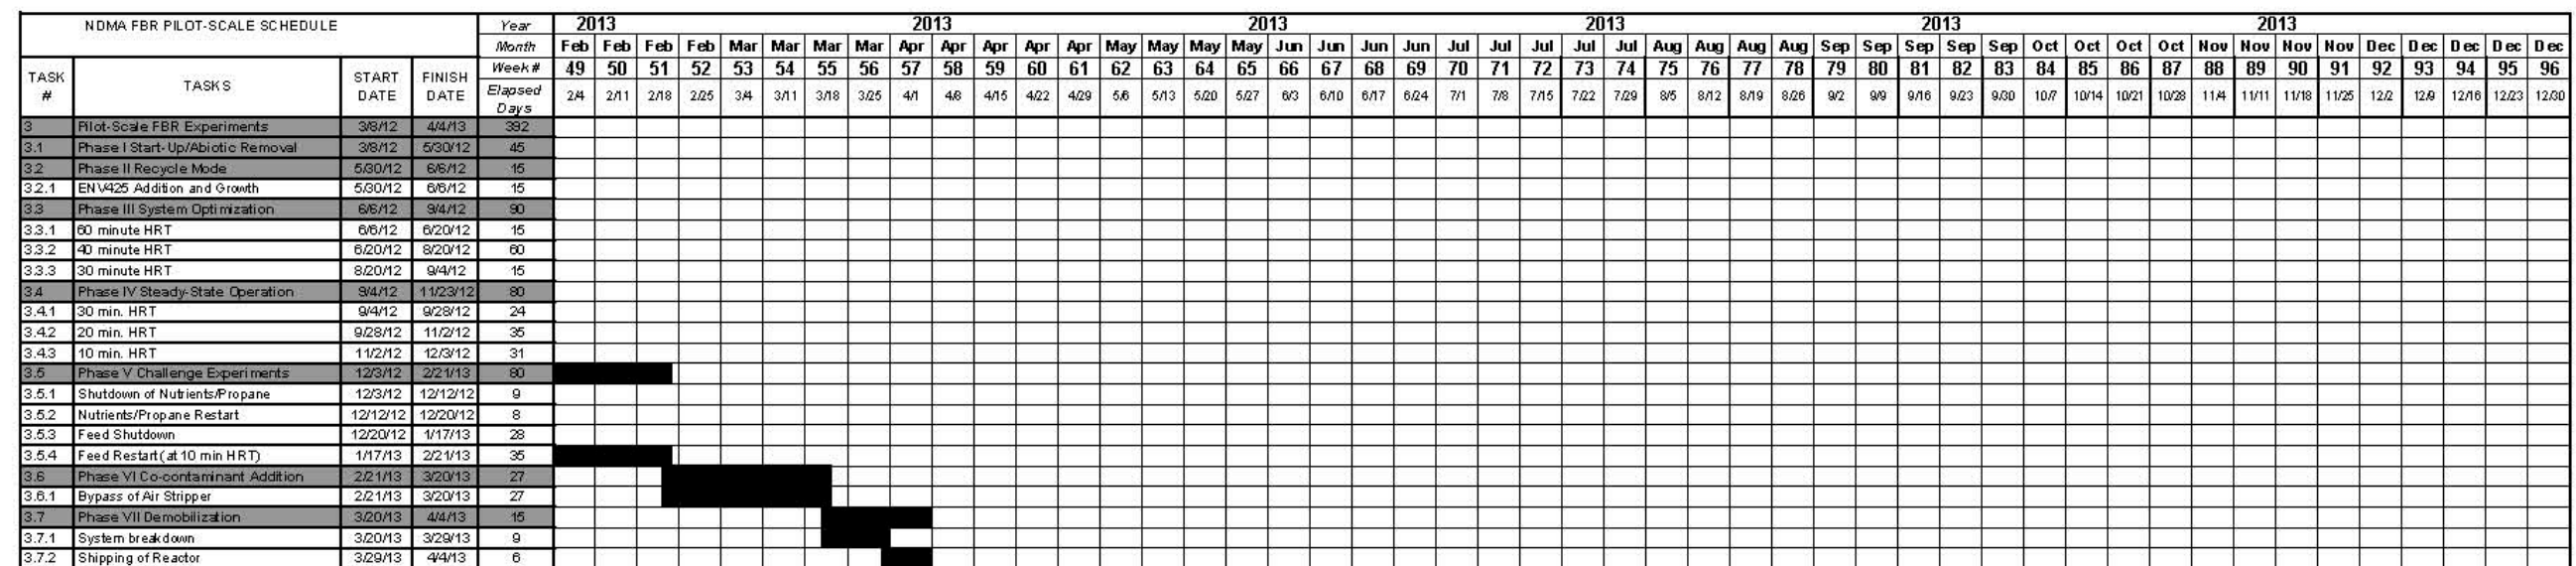 NDMA FBR PILOT-SCALE SCHEDULE Year 2013 2013 2013 2013 2013 2013
Month Feb Feb Feb Feb Mar Mar Mar Mar Apr Apr Apr Apr Apr May May May May Jun Jun Jun Jun Jul Jul Jul Jul Jul Aug Aug Aug Aug Sep Sep Sep Sep Sep Oct Oct Oct Oct Nov Nov Nov Nov Dec Dec Dec Dec Dec
TASK # TASKS START DATE FINISH DATE Week # 49 50 51 52 53 54 55 56 57 58 59 60 61 62 63 64 65 66 67 68 69 70 71 72 73 74 75 76 77 78 79 80 81 82 83 84 85 86 87 88 89 90 91 92 93 94 95 96
Elapsed Days 2/4 2/11 2/18 2/25 3/4 3/11 3/18 3/25 4/1 4/8 4/15 4/22 4/29 5/6 5/13 5/20 5/27 6/3 6/10 6/17 6/24 7/1 7/8 7/15 7/22 7/29 8/5 8/12 8/19 8/26 9/2 9/9 9/16 9/23 9/30 10/7 10/14 10/21 10/28 11/4 11/11 11/18 11/25 12/2 12/9 12/16 12/23 12/30
3 Pilot-Scale FBR Experiments 3/8/12 4/4/13 392
3.1 Phase I Start-Up/Abiotic Removal 3/8/12 5/30/12 45
3.2 Phase II Recycle Mode 5/30/12 6/6/12 15
3.2.1 ENV425 Addition and Growth 5/30/12 6/6/12 15
3.3 Phase III System Optimization 6/6/12 9/4/12 90
3.3.1 60 minute HRT 6/6/12 6/20/12 15
3.3.2 40 minute HRT 6/20/12 8/20/12 60
3.3.3 30 minute HRT 8/20/12 9/4/12 15
3.4 Phase IV Steady-State Operation 9/4/12 11/23/12 80
3.4.1 30 min. HRT 9/4/12 9/28/12 24
3.4.2 20 min. HRT 9/28/12 11/2/12 35
3.4.3 10 min. HRT 11/2/12 12/3/12 31
3.5 Phase V Challenge Experiments 12/3/12 2/21/13 80
3.5.1 Shutdown of Nutrients/Propane 12/3/12 12/12/12 9
3.5.2 Nutrients/Propane Restart 12/12/12 12/20/12 8
3.5.3 Feed Shutdown 12/20/12 1/17/13 28
3.5.4 Feed Restart (at 10 min HRT) 1/17/13 2/21/13 35
3.6 Phase VI Co-contaminant Addition 2/21/13 3/20/13 27
3.6.1 Bypass of Air Stripper 2/21/13 3/20/13 27
3.7 Phase VII Demobilization 3/20/13 4/4/13 15
3.7.1 System breakdown 3/20/13 3/29/13 9
3.7.2 Shipping of Reactor 3/29/13 4/4/13 6